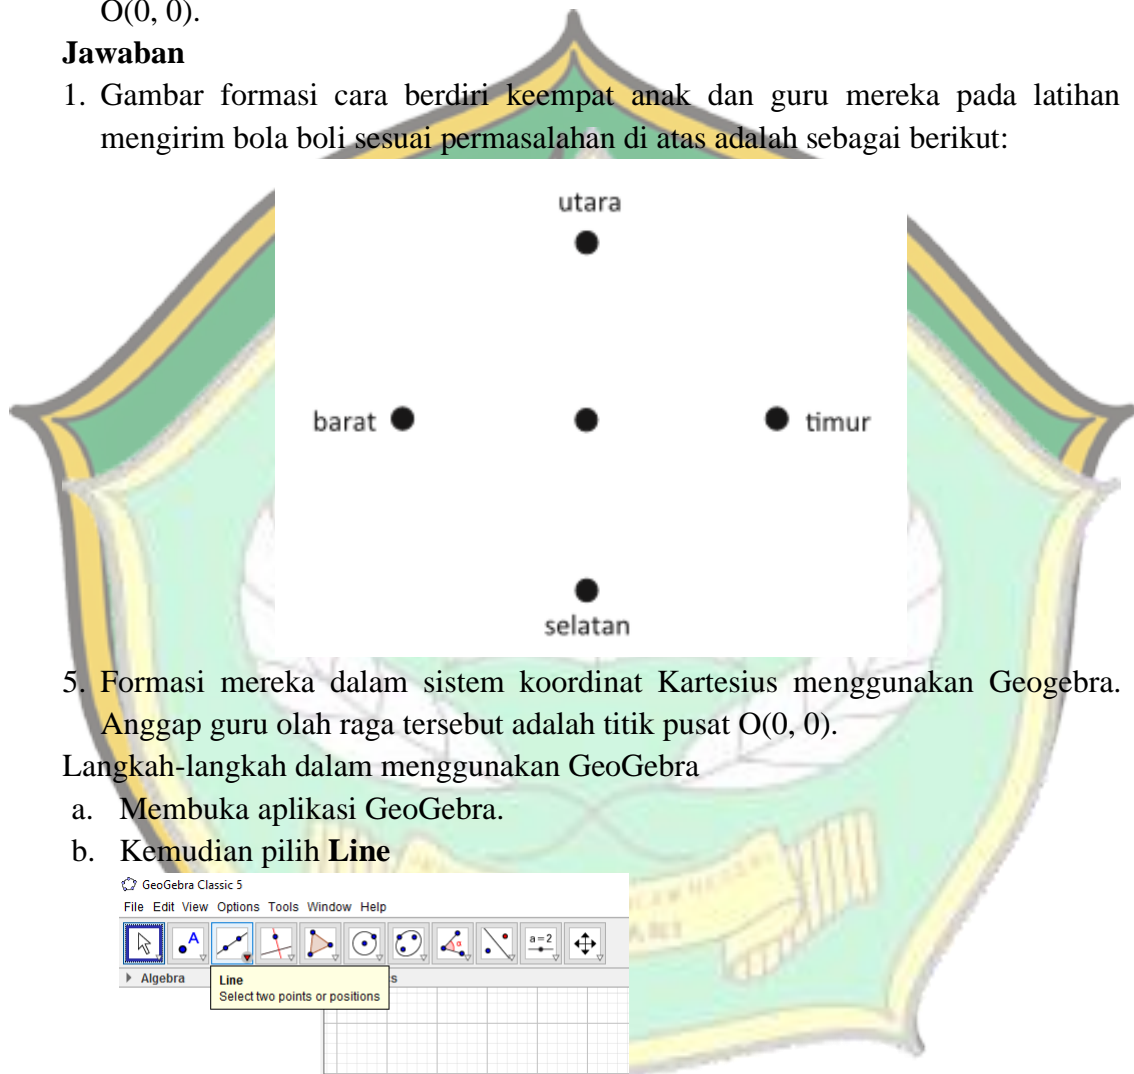 O(0, 0).
Jawaban
1. Gambar formasi cara berdiri keempat anak dan guru mereka pada latihan
mengirim bola boli sesuai permasalahan di atas adalah sebagai berikut:
utara
barat
timur
selatan
5. Formasi mereka dalam sistem koordinat Kartesius menggunakan Geogebra.
Anggap guru olah raga tersebut adalah titik pusat O(0, 0).
Langkah-langkah dalam menggunakan GeoGebra
a. Membuka aplikasi GeoGebra.
b. Kemudian pilih Line
GeoGebra Classic 5
File Edit View Options Tools Window Help
A
α
a=2
Algebra
s
Line
Select two points or positions